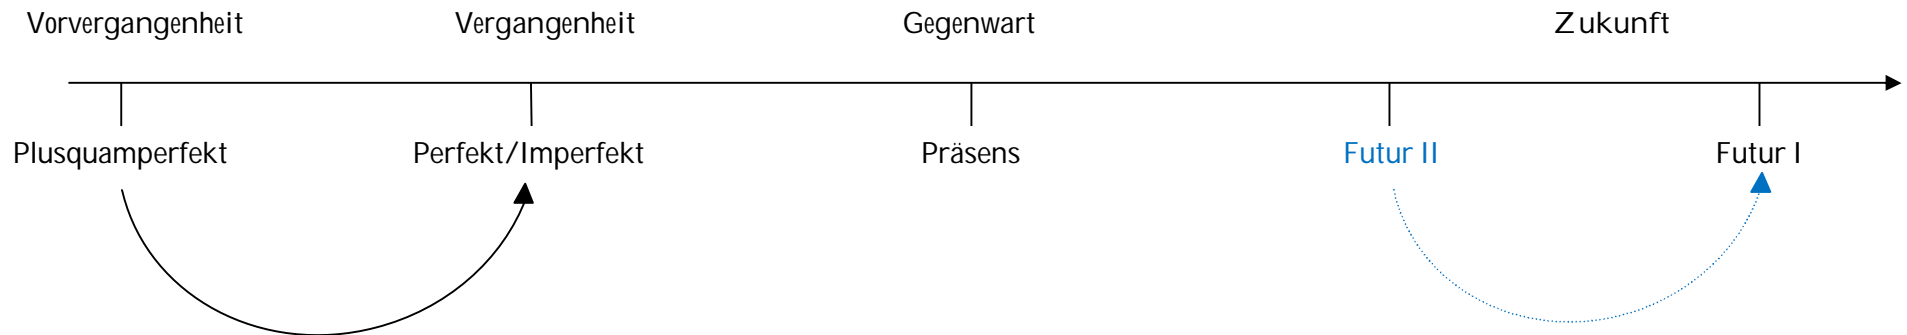 Vorvergangenheit Vergangenheit Gegenwart Zukunft
Plusquamperfekt Perfekt/Imperfekt Präsens Futur II Futur I